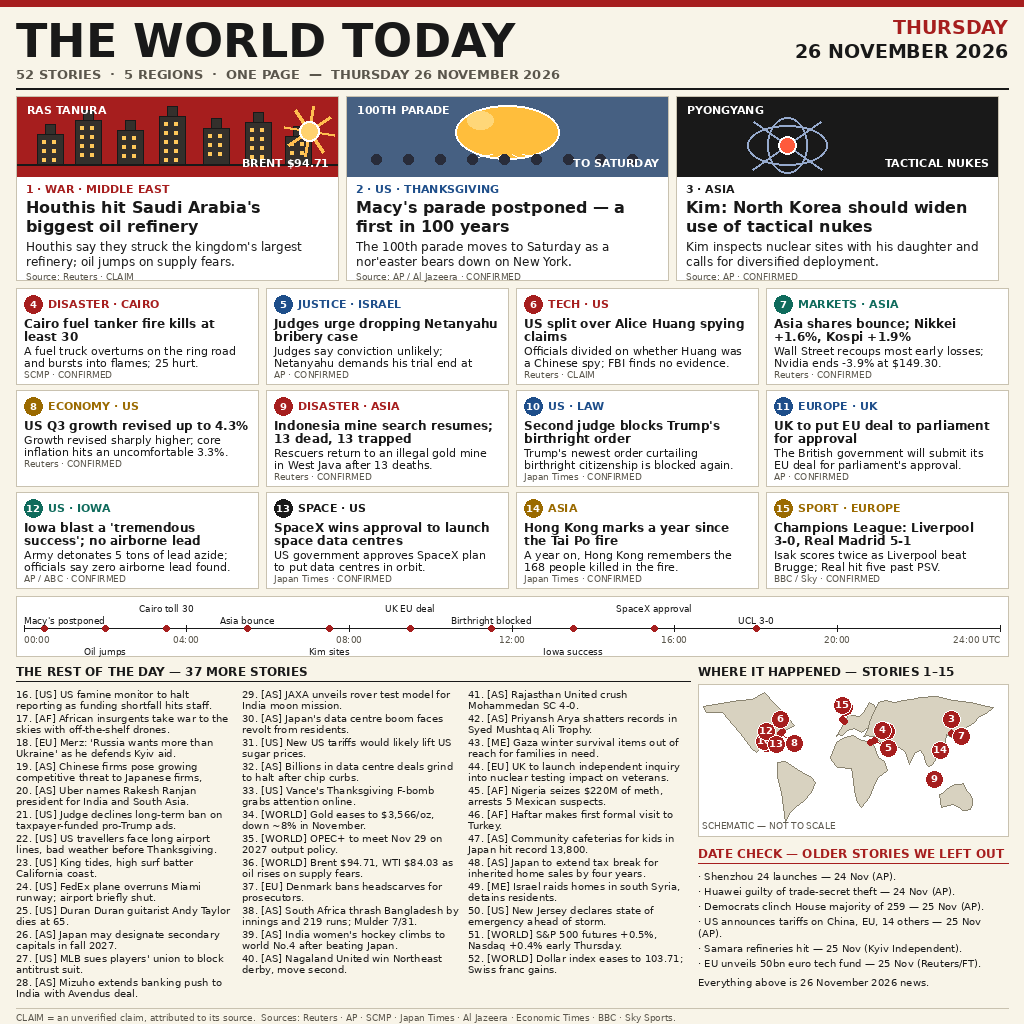 THE WORLD TODAY
THURSDAY
26 NOVEMBER 2026
52 STORIES · 5 REGIONS · ONE PAGE — THURSDAY 26 NOVEMBER 2026
RAS TANURA
BRENT $94.71
1 · WAR · MIDDLE EAST
Houthis hit Saudi Arabia's
biggest oil refinery
Houthis say they struck the kingdom's largest
refinery; oil jumps on supply fears.
Source: Reuters · CLAIM
100TH PARADE
TO SATURDAY
2 · US · THANKSGIVING
Macy's parade postponed — a
first in 100 years
The 100th parade moves to Saturday as a
nor'easter bears down on New York.
Source: AP / Al Jazeera · CONFIRMED
PYONGYANG
TACTICAL NUKES
3 · ASIA
Kim: North Korea should widen
use of tactical nukes
Kim inspects nuclear sites with his daughter and
calls for diversified deployment.
Source: AP · CONFIRMED
4 DISASTER · CAIRO
Cairo fuel tanker fire kills at
least 30
A fuel truck overturns on the ring road
and bursts into flames; 25 hurt.
SCMP · CONFIRMED
5 JUSTICE · ISRAEL
Judges urge dropping Netanyahu
bribery case
Judges say conviction unlikely;
Netanyahu demands his trial end at
AP · CONFIRMED
6 TECH · US
US split over Alice Huang spying
claims
Officials divided on whether Huang was
a Chinese spy; FBI finds no evidence.
Reuters · CLAIM
7 MARKETS · ASIA
Asia shares bounce; Nikkei
+1.6%, Kospi +1.9%
Wall Street recoups most early losses;
Nvidia ends -3.9% at $149.30.
Reuters · CONFIRMED
8 ECONOMY · US
US Q3 growth revised up to 4.3%
Growth revised sharply higher; core
inflation hits an uncomfortable 3.3%.
Reuters · CONFIRMED
9 DISASTER · ASIA
Indonesia mine search resumes;
13 dead, 13 trapped
Rescuers return to an illegal gold mine
in West Java after 13 deaths.
Reuters · CONFIRMED
10 US · LAW
Second judge blocks Trump's
birthright order
Trump's newest order curtailing
birthright citizenship is blocked again.
Japan Times · CONFIRMED
11 EUROPE · UK
UK to put EU deal to parliament
for approval
The British government will submit its
EU deal for parliament's approval.
AP · CONFIRMED
12 US · IOWA
Iowa blast a 'tremendous
success'; no airborne lead
Army detonates 5 tons of lead azide;
officials say zero airborne lead found.
AP / ABC · CONFIRMED
13 SPACE · US
SpaceX wins approval to launch
space data centres
US government approves SpaceX plan
to put data centres in orbit.
Japan Times · CONFIRMED
14 ASIA
Hong Kong marks a year since
the Tai Po fire
A year on, Hong Kong remembers the
168 people killed in the fire.
Japan Times · CONFIRMED
15 SPORT · EUROPE
Champions League: Liverpool
3-0, Real Madrid 5-1
Isak scores twice as Liverpool beat
Brugge; Real hit five past PSV.
BBC / Sky · CONFIRMED
Cairo toll 30 UK EU deal SpaceX approval
Macy's postponed Asia bounce Birthright blocked UCL 3-0
00:00 04:00 08:00 12:00 16:00 20:00 24:00 UTC
Oil jumps Kim sites Iowa success
THE REST OF THE DAY — 37 MORE STORIES
16. [US] US famine monitor to halt
reporting as funding shortfall hits staff.
17. [AF] African insurgents take war to the
skies with off-the-shelf drones.
18. [EU] Merz: 'Russia wants more than
Ukraine' as he defends Kyiv aid.
19. [AS] Chinese firms pose growing
competitive threat to Japanese firms,
20. [AS] Uber names Rakesh Ranjan
president for India and South Asia.
21. [US] Judge declines long-term ban on
taxpayer-funded pro-Trump ads.
22. [US] US travellers face long airport
lines, bad weather before Thanksgiving.
23. [US] King tides, high surf batter
California coast.
24. [US] FedEx plane overruns Miami
runway; airport briefly shut.
25. [US] Duran Duran guitarist Andy Taylor
dies at 65.
26. [AS] Japan may designate secondary
capitals in fall 2027.
27. [US] MLB sues players' union to block
antitrust suit.
28. [AS] Mizuho extends banking push to
India with Avendus deal.
29. [AS] JAXA unveils rover test model for
India moon mission.
30. [AS] Japan's data centre boom faces
revolt from residents.
31. [US] New US tariffs would likely lift US
sugar prices.
32. [AS] Billions in data centre deals grind
to halt after chip curbs.
33. [US] Vance's Thanksgiving F-bomb
grabs attention online.
34. [WORLD] Gold eases to $3,566/oz,
down ~8% in November.
35. [WORLD] OPEC+ to meet Nov 29 on
2027 output policy.
36. [WORLD] Brent $94.71, WTI $84.03 as
oil rises on supply fears.
37. [EU] Denmark bans headscarves for
prosecutors.
38. [AS] South Africa thrash Bangladesh by
innings and 219 runs; Mulder 7/31.
39. [AS] India women's hockey climbs to
world No.4 after beating Japan.
40. [AS] Nagaland United win Northeast
derby, move second.
41. [AS] Rajasthan United crush
Mohammedan SC 4-0.
42. [AS] Priyansh Arya shatters records in
Syed Mushtaq Ali Trophy.
43. [ME] Gaza winter survival items out of
reach for families in need.
44. [EU] UK to launch independent inquiry
into nuclear testing impact on veterans.
45. [AF] Nigeria seizes $220M of meth,
arrests 5 Mexican suspects.
46. [AF] Haftar makes first formal visit to
Turkey.
47. [AS] Community cafeterias for kids in
Japan hit record 13,800.
48. [AS] Japan to extend tax break for
inherited home sales by four years.
49. [ME] Israel raids homes in south Syria,
detains residents.
50. [US] New Jersey declares state of
emergency ahead of storm.
51. [WORLD] S&P 500 futures +0.5%,
Nasdaq +0.4% early Thursday.
52. [WORLD] Dollar index eases to 103.71;
Swiss franc gains.
WHERE IT HAPPENED — STORIES 1–15
15
6
12
13
8
4
5
3
7
14
9
SCHEMATIC — NOT TO SCALE
DATE CHECK — OLDER STORIES WE LEFT OUT
· Shenzhou 24 launches — 24 Nov (AP).
· Huawei guilty of trade-secret theft — 24 Nov (AP).
· Democrats clinch House majority of 259 — 25 Nov (AP).
· US announces tariffs on China, EU, 14 others — 25 Nov
(AP).
· Samara refineries hit — 25 Nov (Kyiv Independent).
· EU unveils 50bn euro tech fund — 25 Nov (Reuters/FT).
Everything above is 26 November 2026 news.
CLAIM = an unverified claim, attributed to its source. Sources: Reuters · AP · SCMP · Japan Times · Al Jazeera · Economic Times · BBC · Sky Sports.